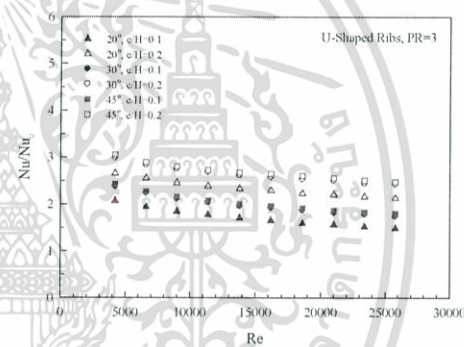 U-Shaped Ribs, PR=3
▲ 20°, e/H=0.1
△ 20°, e/H=0.2
● 30°, e/H=0.1
○ 30°, e/H=0.2
■ 45°, e/H=0.1
□ 45°, e/H=0.2
Nu/Nu₀
6
5
4
3
2
1
0
0 5000 10000 15000 20000 25000 30000
Re